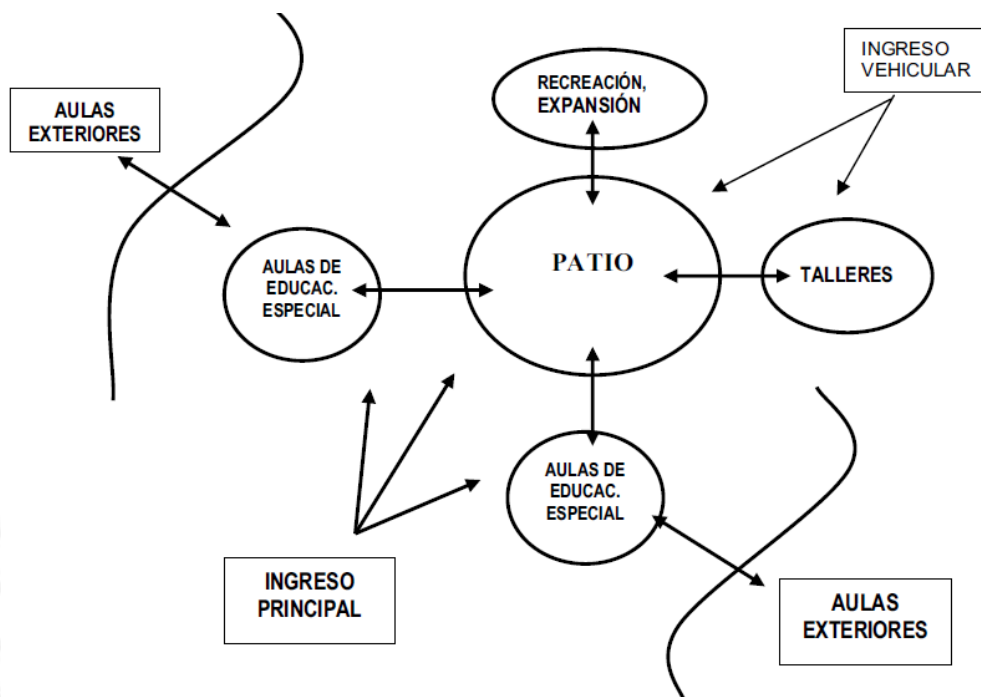 INGRESO
VEHICULAR
RECREACIÓN,
EXPANSIÓN
AULAS
EXTERIORES
PATIO
TALLERES
AULAS DE
EDUCAC.
ESPECIAL
AULAS DE
EDUCAC.
ESPECIAL
INGRESO
PRINCIPAL
AULAS
EXTERIORES